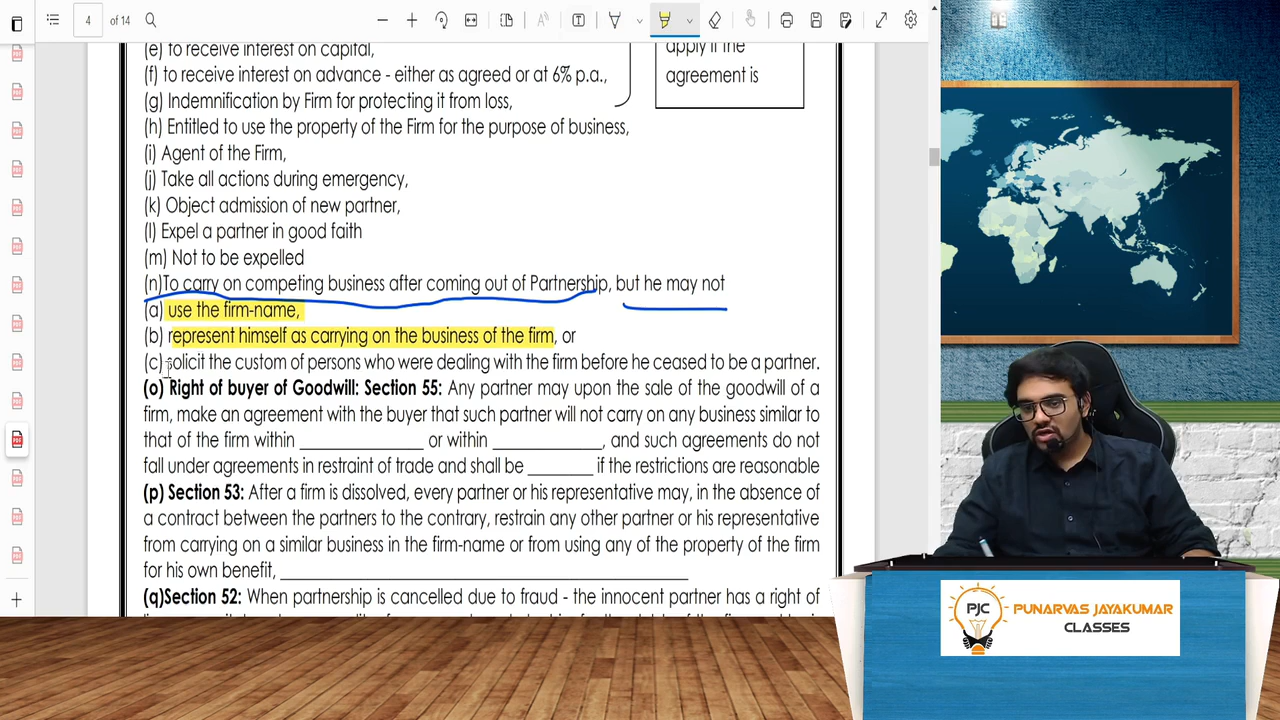 4 of 14
(e) to receive interest on capital,
(f) to receive interest on advance - either as agreed or at 6% p.a.,
(g) Indemnification by Firm for protecting it from loss,
apply if the
agreement is
(h) Entitled to use the property of the Firm for the purpose of business,
(i) Agent of the Firm,
(j) Take all actions during emergency,
(k) Object admission of new partner,
(l) Expel a partner in good faith
(m) Not to be expelled
(n)To carry on competing business after coming out of Partnership, but he may not
(a) use the firm-name,
(b) represent himself as carrying on the business of the firm, or
(c) solicit the custom of persons who were dealing with the firm before he ceased to be a partner.
(o) Right of buyer of Goodwill: Section 55: Any partner may upon the sale of the goodwill of a
firm, make an agreement with the buyer that such partner will not carry on any business similar to
that of the firm within ________________ or within ______________, and such agreements do not
fall under agreements in restraint of trade and shall be ________ if the restrictions are reasonable
(p) Section 53: After a firm is dissolved, every partner or his representative may, in the absence of
a contract between the partners to the contrary, restrain any other partner or his representative
from carrying on a similar business in the firm-name or from using any of the property of the firm
for his own benefit, ____________________________________________________
(q)Section 52: When partnership is cancelled due to fraud - the innocent partner has a right of
PJC
PUNARVAS JAYAKUMAR
CLASSES